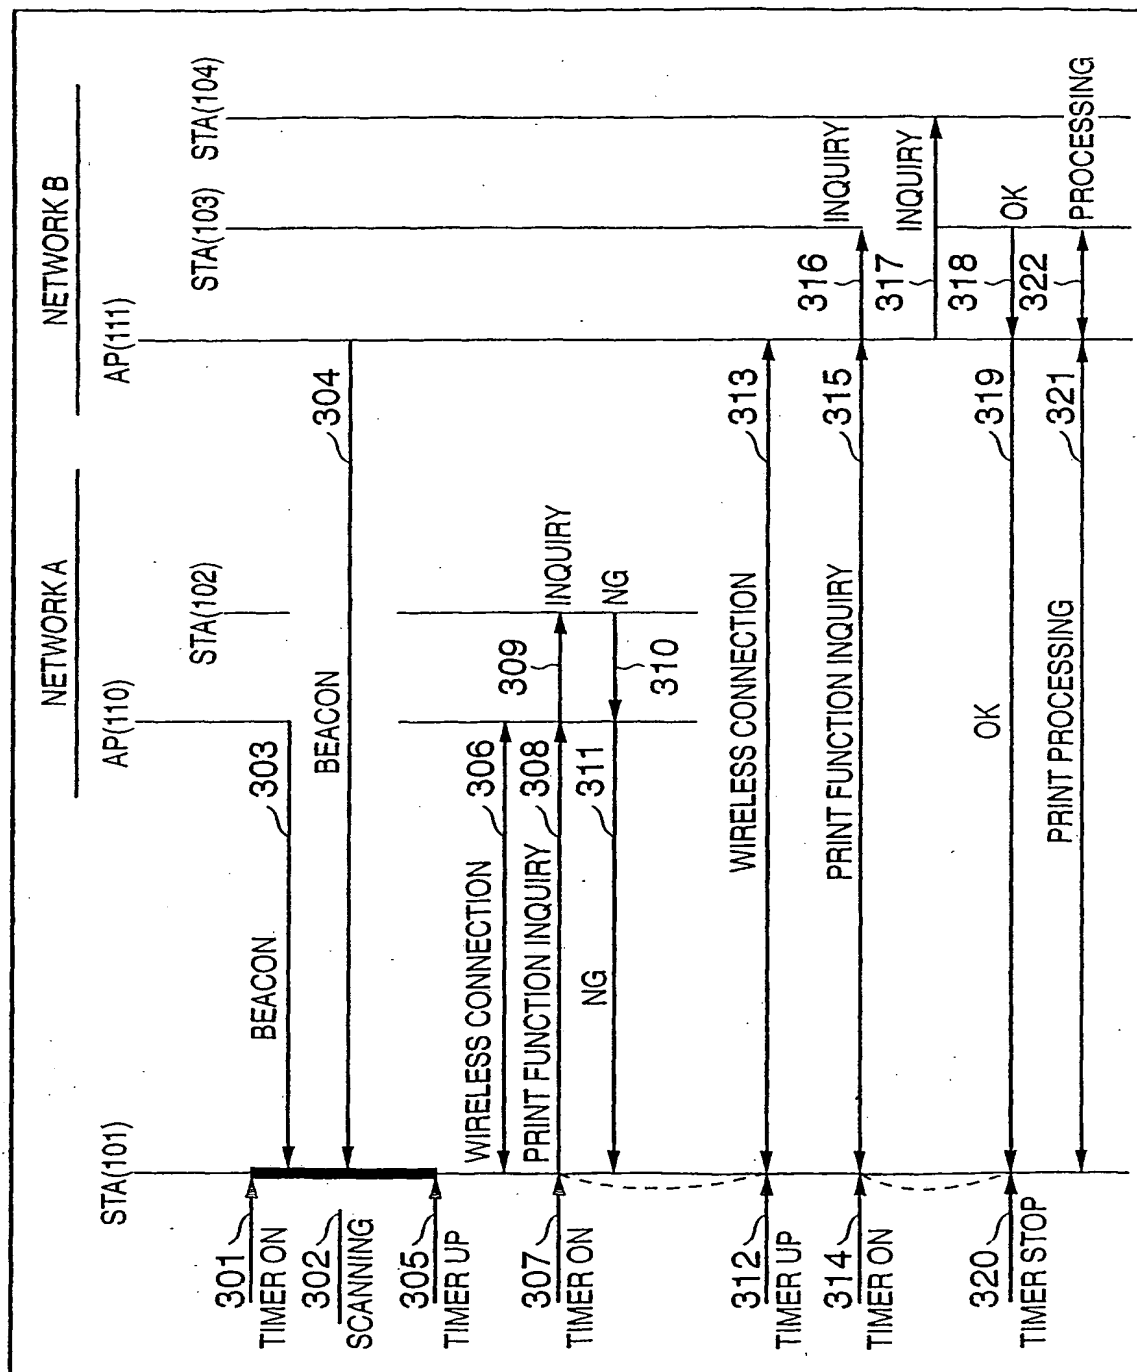 NETWORK A
NETWORK B
STA(101)
AP(110)
STA(102)
AP(111)
STA(103)
STA(104)
301
TIMER ON
302
SCANNING
BEACON
303
BEACON
304
305
TIMER UP
WIRELESS CONNECTION
306
307
TIMER ON
PRINT FUNCTION INQUIRY
308
309
INQUIRY
NG
311
310
NG
312
TIMER UP
WIRELESS CONNECTION
313
314
TIMER ON
PRINT FUNCTION INQUIRY
315
316
INQUIRY
317
INQUIRY
318
OK
320
TIMER STOP
OK
319
PRINT PROCESSING
321
322
PROCESSING